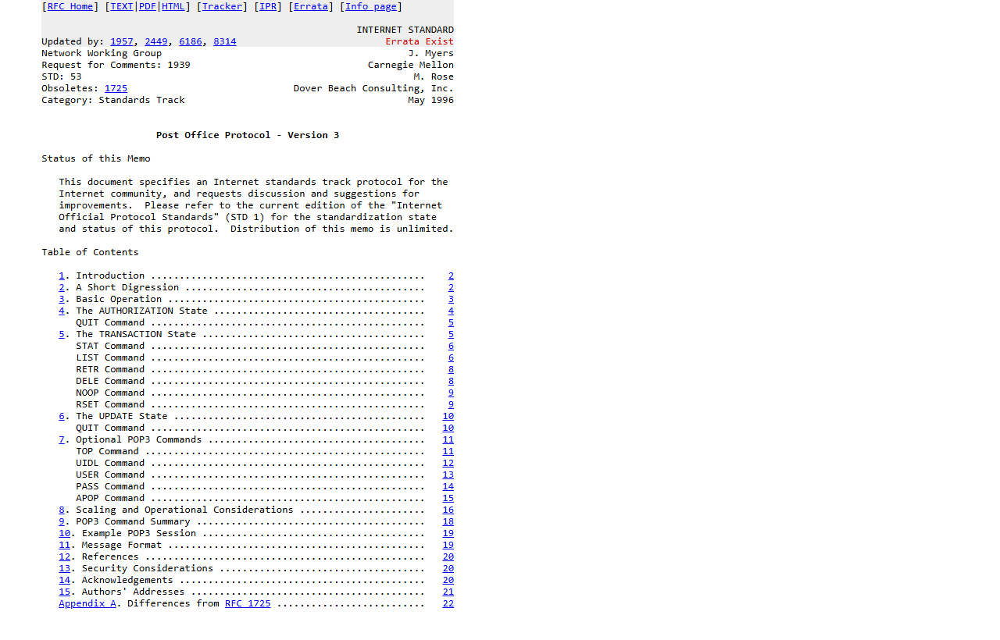 [RFC Home] [TEXT|PDF|HTML] [Tracker] [IPR] [Errata] [Info page]
INTERNET STANDARD
Updated by: 1957, 2449, 6186, 8314 Errata Exist
Network Working Group J. Myers
Request for Comments: 1939 Carnegie Mellon
STD: 53 M. Rose
Obsoletes: 1725 Dover Beach Consulting, Inc.
Category: Standards Track May 1996
Post Office Protocol - Version 3
Status of this Memo
This document specifies an Internet standards track protocol for the
Internet community, and requests discussion and suggestions for
improvements.  Please refer to the current edition of the "Internet
Official Protocol Standards" (STD 1) for the standardization state
and status of this protocol.  Distribution of this memo is unlimited.
Table of Contents
1. Introduction ................................................ 2
2. A Short Digression .......................................... 2
3. Basic Operation ............................................. 3
4. The AUTHORIZATION State ..................................... 4
QUIT Command ................................................ 5
5. The TRANSACTION State ....................................... 5
STAT Command ................................................ 6
LIST Command ................................................ 6
RETR Command ................................................ 8
DELE Command ................................................ 8
NOOP Command ................................................ 9
RSET Command ................................................ 9
6. The UPDATE State ............................................ 10
QUIT Command ................................................ 10
7. Optional POP3 Commands ...................................... 11
TOP Command ................................................. 11
UIDL Command ................................................ 12
USER Command ................................................ 13
PASS Command ................................................ 14
APOP Command ................................................ 15
8. Scaling and Operational Considerations ...................... 16
9. POP3 Command Summary ........................................ 18
10. Example POP3 Session ....................................... 19
11. Message Format ............................................. 19
12. References ................................................. 20
13. Security Considerations .................................... 20
14. Acknowledgements ........................................... 20
15. Authors' Addresses ......................................... 21
Appendix A. Differences from RFC 1725 .......................... 22